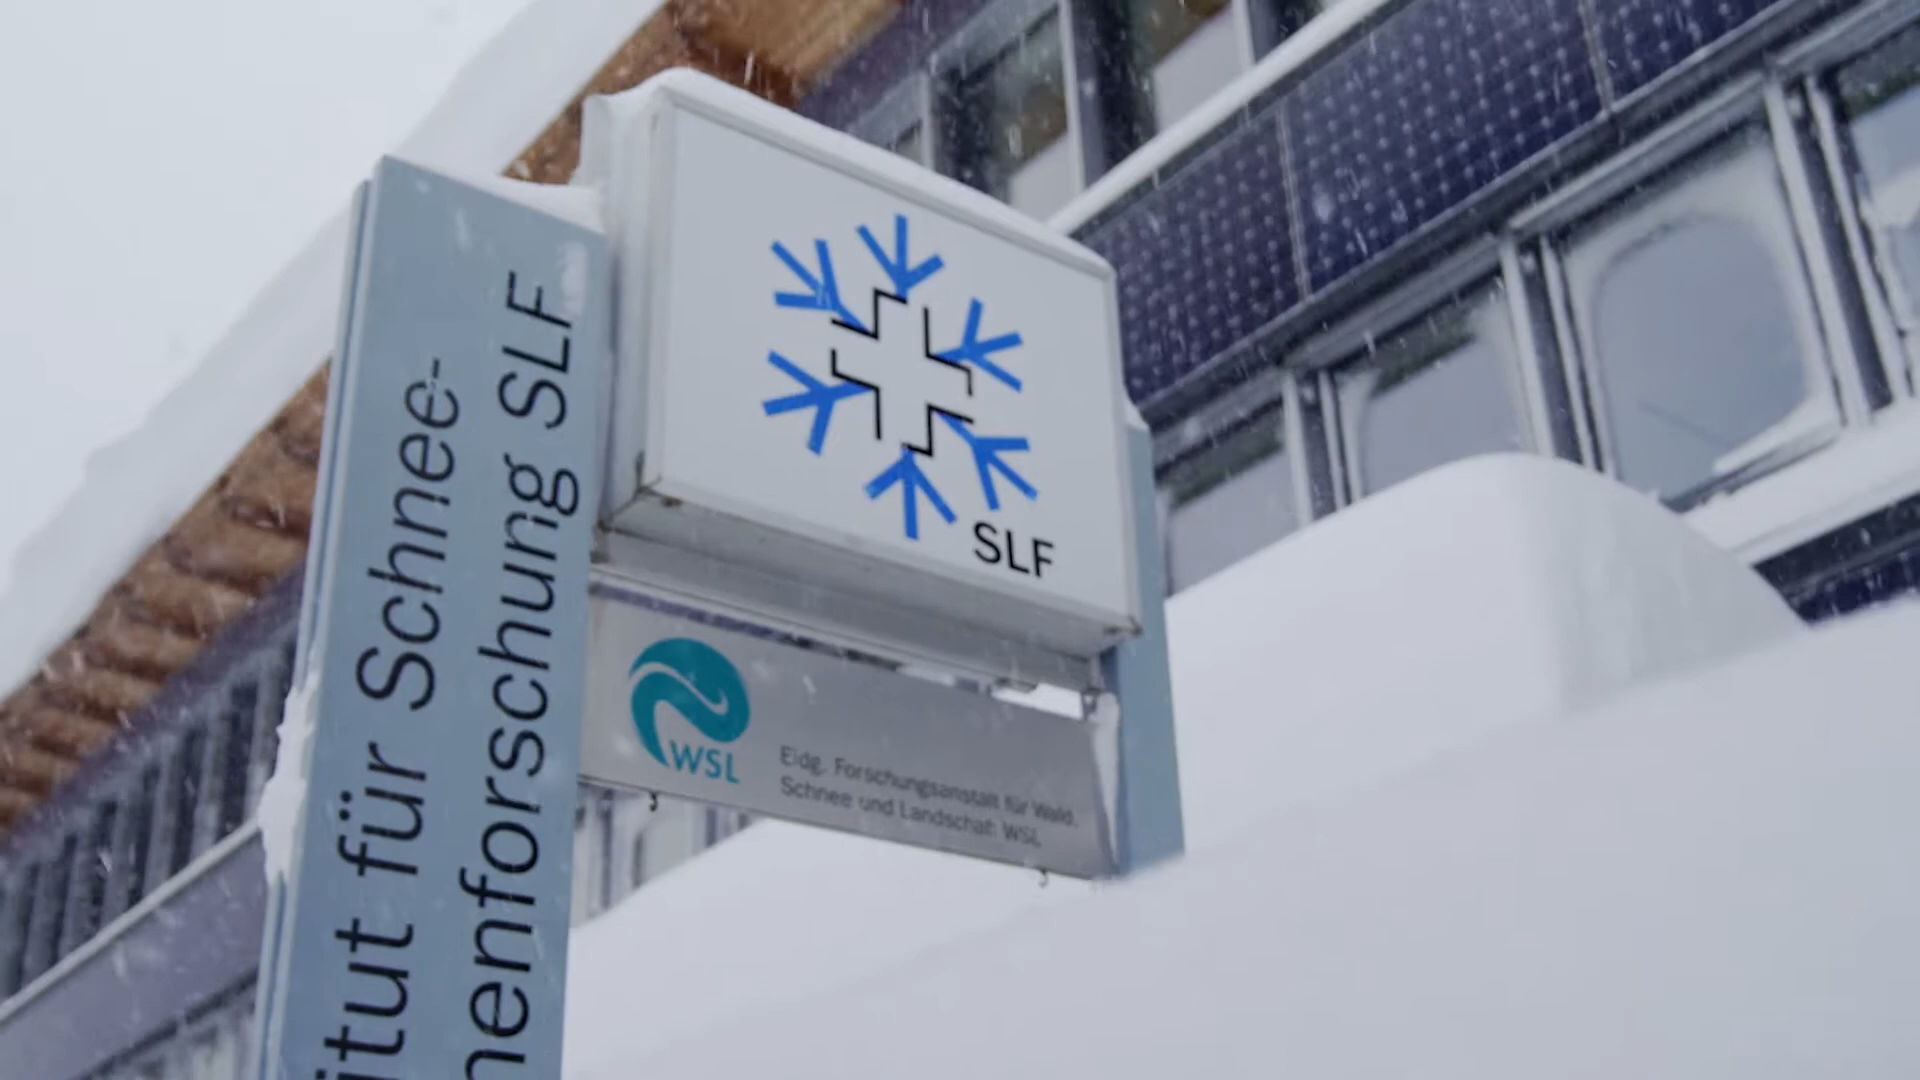 itut für Schnee-
nenforschung SLF
SLF
WSL
Eidg. Forschungsanstalt für Wald,
Schnee und Landschaft WSL